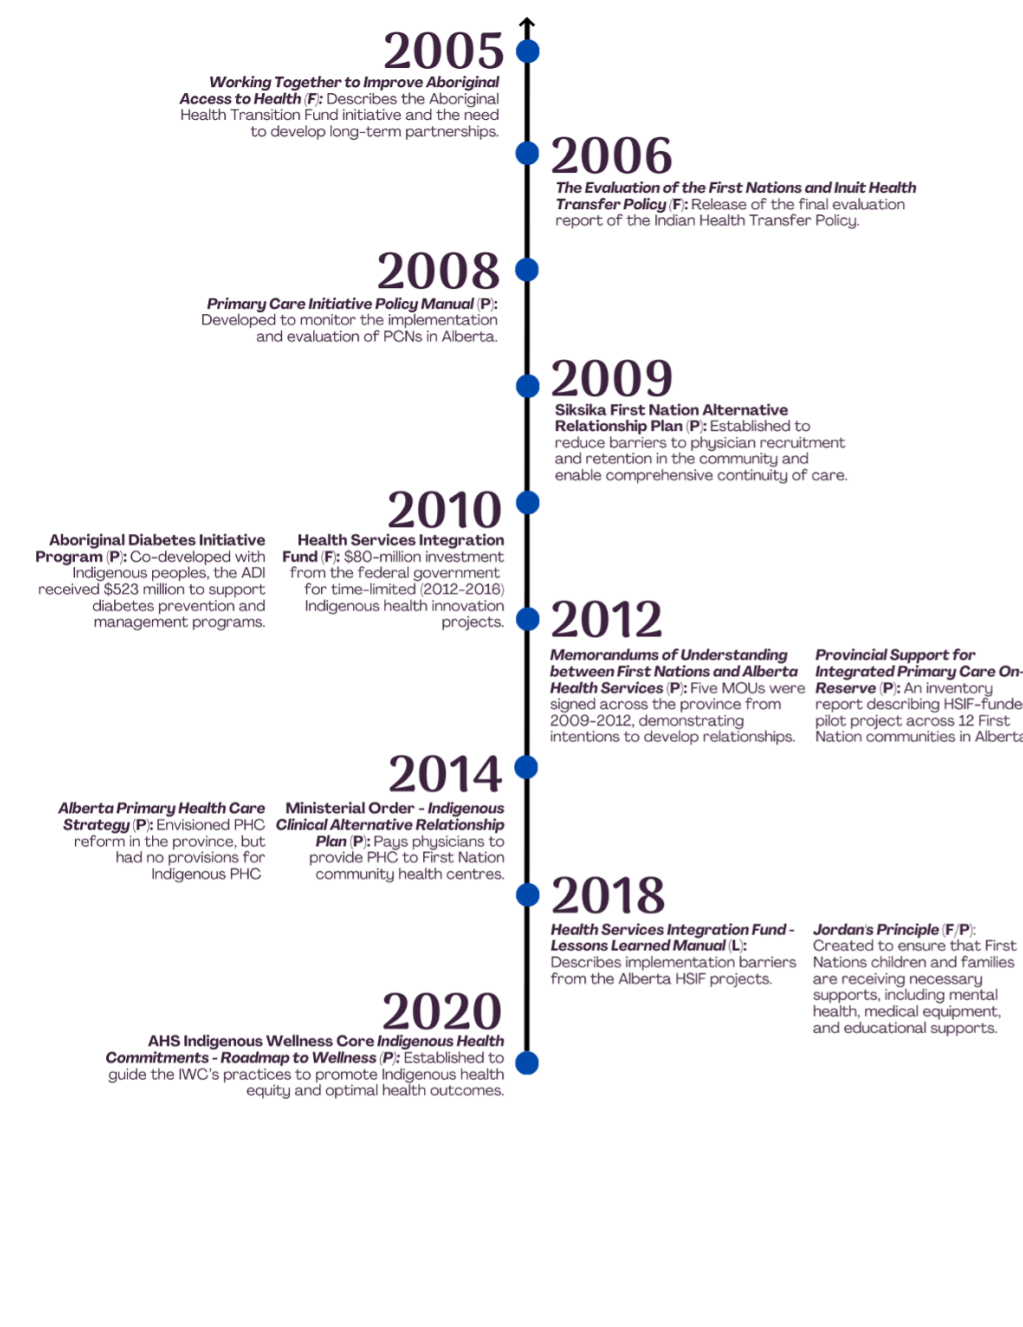 2005
Working Together to Improve Aboriginal
Access to Health (F): Describes the Aboriginal
Health Transition Fund initiative and the need
to develop long-term partnerships.
2006
The Evaluation of the First Nations and Inuit Health
Transfer Policy (F): Release of the final evaluation
report of the Indian Health Transfer Policy.
2008
Primary Care Initiative Policy Manual (P):
Developed to monitor the implementation
and evaluation of PCNs in Alberta.
2009
Siksika First Nation Alternative
Relationship Plan (P): Established to
reduce barriers to physician recruitment
and retention in the community and
enable comprehensive continuity of care.
2010
Aboriginal Diabetes Initiative
Program (P): Co-developed with
Indigenous peoples, the ADI
received $523 million to support
diabetes prevention and
management programs.
Health Services Integration
Fund (F): $80-million investment
from the federal government
for time-limited (2012-2016)
Indigenous health innovation
projects.
2012
Memorandums of Understanding
between First Nations and Alberta
Health Services (P): Five MOUs were
signed across the province from
2009-2012, demonstrating
intentions to develop relationships.
Provincial Support for
Integrated Primary Care On-
Reserve (P): An inventory
report describing HSIF-funde
pilot project across 12 First
Nation communities in Alberta
2014
Alberta Primary Health Care
Strategy (P): Envisioned PHC
reform in the province, but
had no provisions for
Indigenous PHC
Ministerial Order - Indigenous
Clinical Alternative Relationship
Plan (P): Pays physicians to
provide PHC to First Nation
community health centres.
2018
Health Services Integration Fund -
Lessons Learned Manual (L):
Describes implementation barriers
from the Alberta HSIF projects.
Jordan's Principle (F/P):
Created to ensure that First
Nations children and families
are receiving necessary
supports, including mental
health, medical equipment,
and educational supports.
2020
AHS Indigenous Wellness Core Indigenous Health
Commitments - Roadmap to Wellness (P): Established to
guide the IWC's practices to promote Indigenous health
equity and optimal health outcomes.